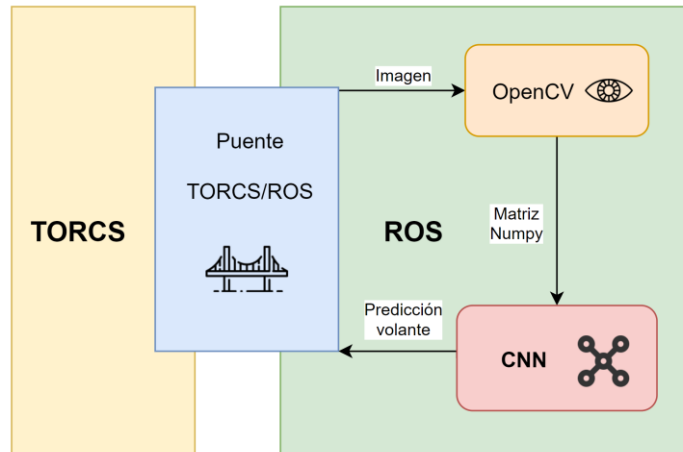 TORCS
Puente
TORCS/ROS
ROS
Imagen
OpenCV
Matriz
Numpy
CNN
Predicción
volante